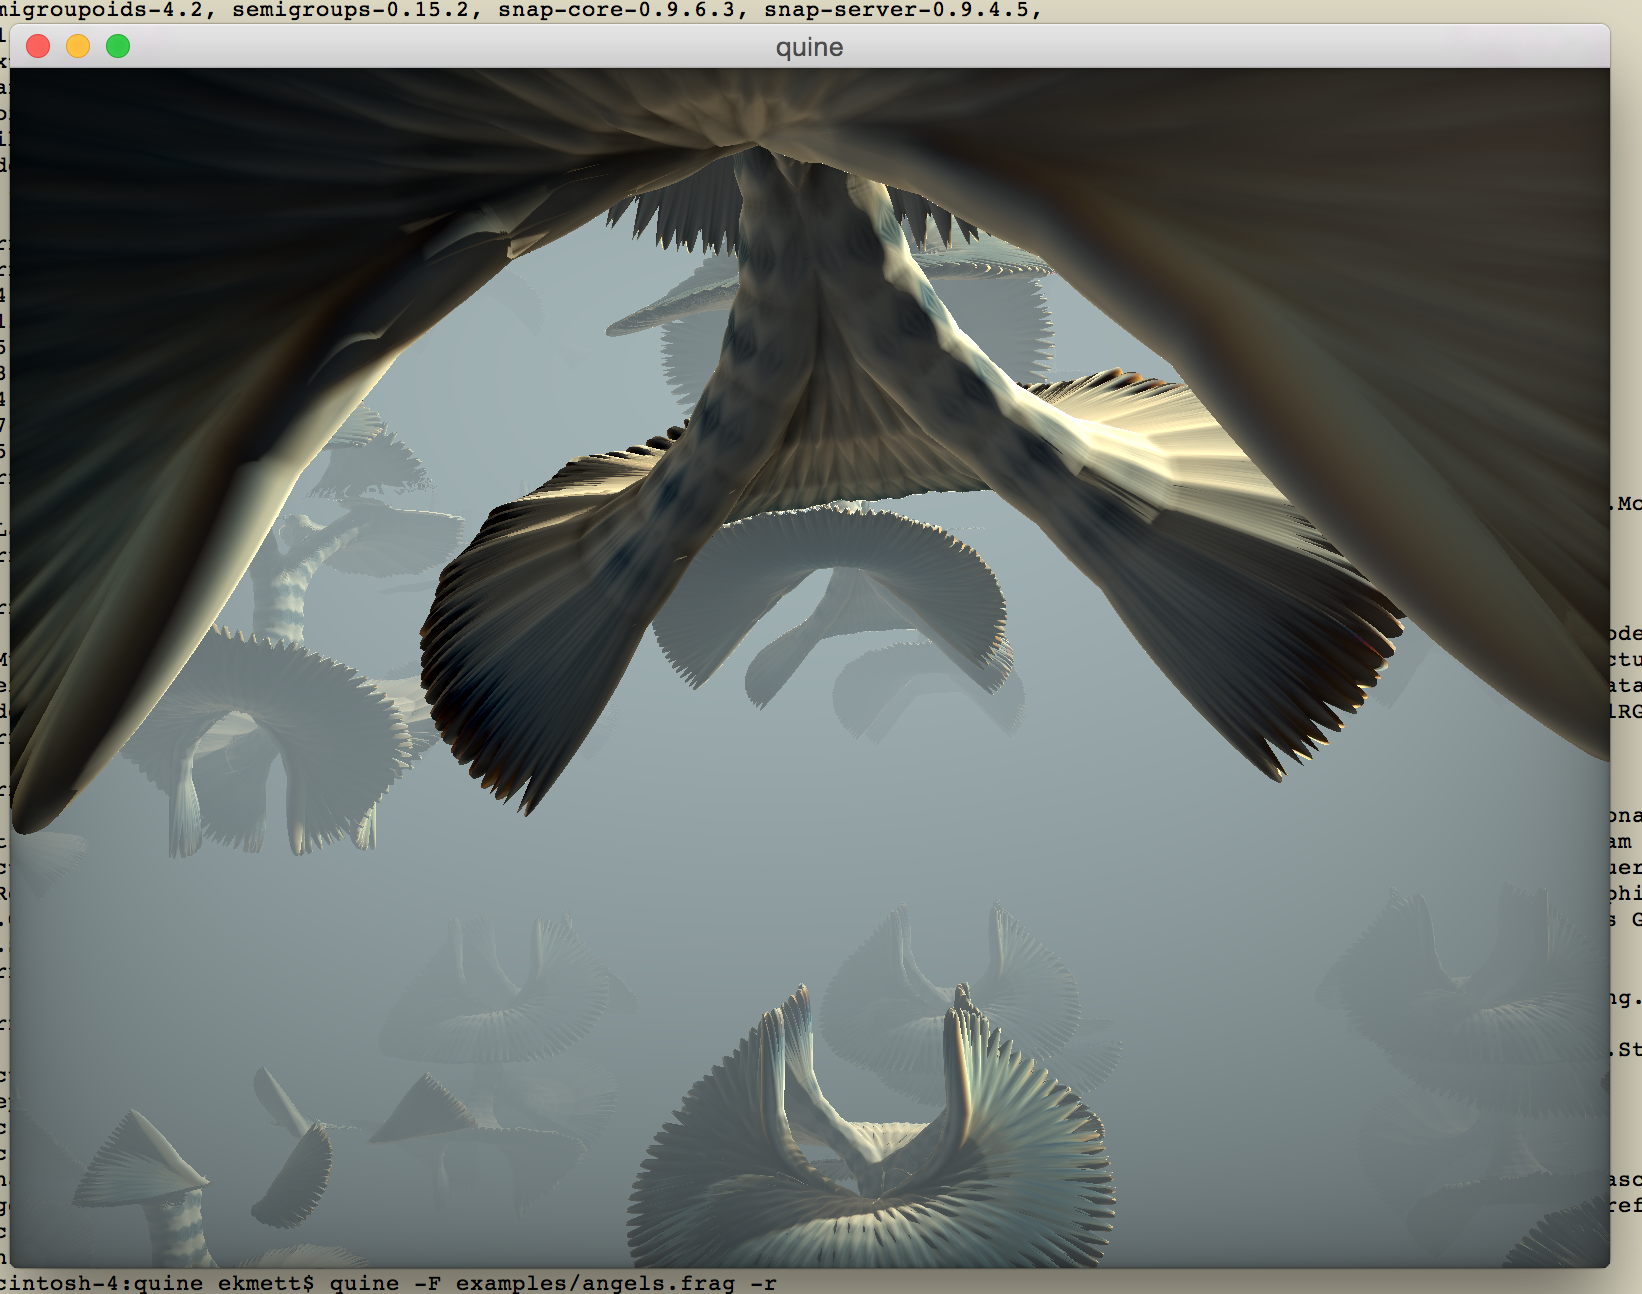 migroupoids-4.2, semigroups-0.15.2, snap-core-0.9.6.3, snap-server-0.9.4.5,
quine
.Mc
ode
ctu
ata
lRG
ona
am
uer
phi
s G
ng.
.St
asc
ref
cintosh-4:quine ekmett$ quine -F examples/angels.frag -r